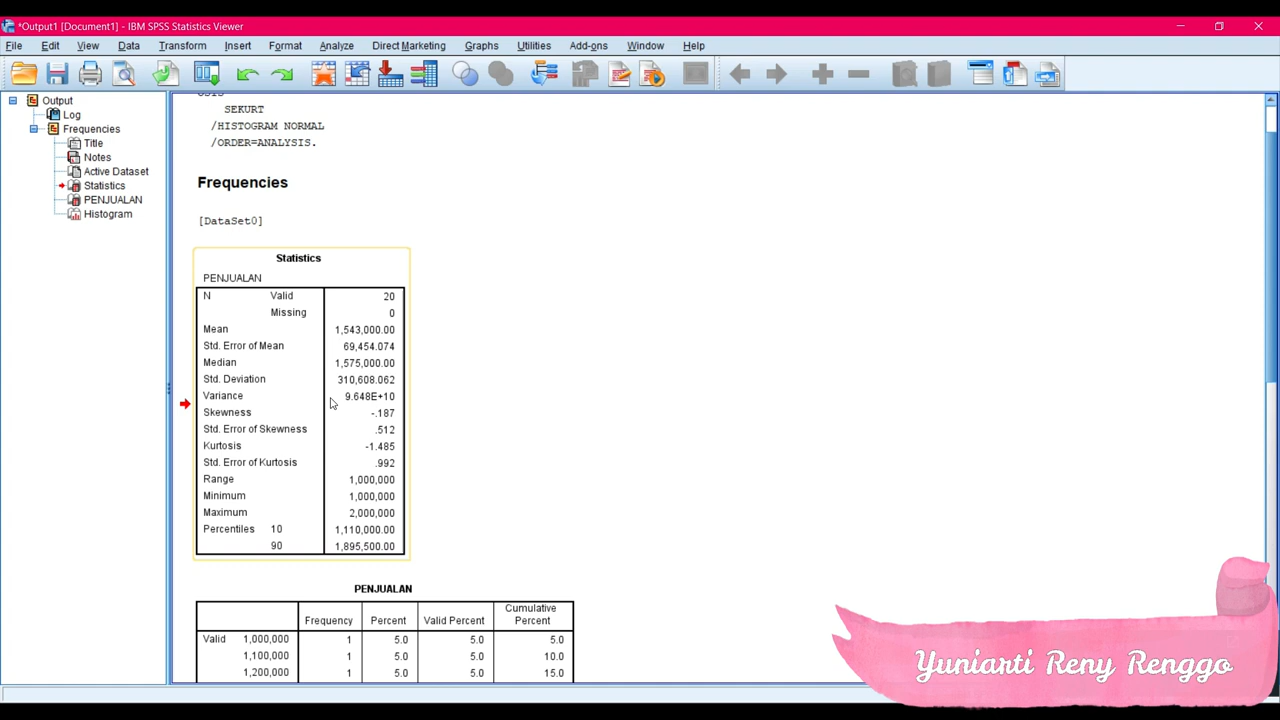 *Output1 [Document1] - IBM SPSS Statistics Viewer
File Edit View Data Transform Insert Format Analyze Direct Marketing Graphs Utilities Add-ons Window Help
Output
Log
Frequencies
Title
Notes
Active Dataset
Statistics
PENJUALAN
Histogram
SEKURT
/HISTOGRAM NORMAL
/ORDER=ANALYSIS.
Frequencies
[DataSet0]
Statistics
PENJUALAN
N Valid 20
Missing 0
Mean 1,543,000.00
Std. Error of Mean 69,454.074
Median 1,575,000.00
Std. Deviation 310,608.062
Variance 9.648E+10
Skewness -.187
Std. Error of Skewness .512
Kurtosis -1.485
Std. Error of Kurtosis .992
Range 1,000,000
Minimum 1,000,000
Maximum 2,000,000
Percentiles 10 1,110,000.00
90 1,895,500.00
PENJUALAN
Frequency Percent Valid Percent Cumulative Percent
Valid 1,000,000 1 5.0 5.0 5.0
1,100,000 1 5.0 5.0 10.0
1,200,000 1 5.0 5.0 15.0
Yuniarti Reny Renggo